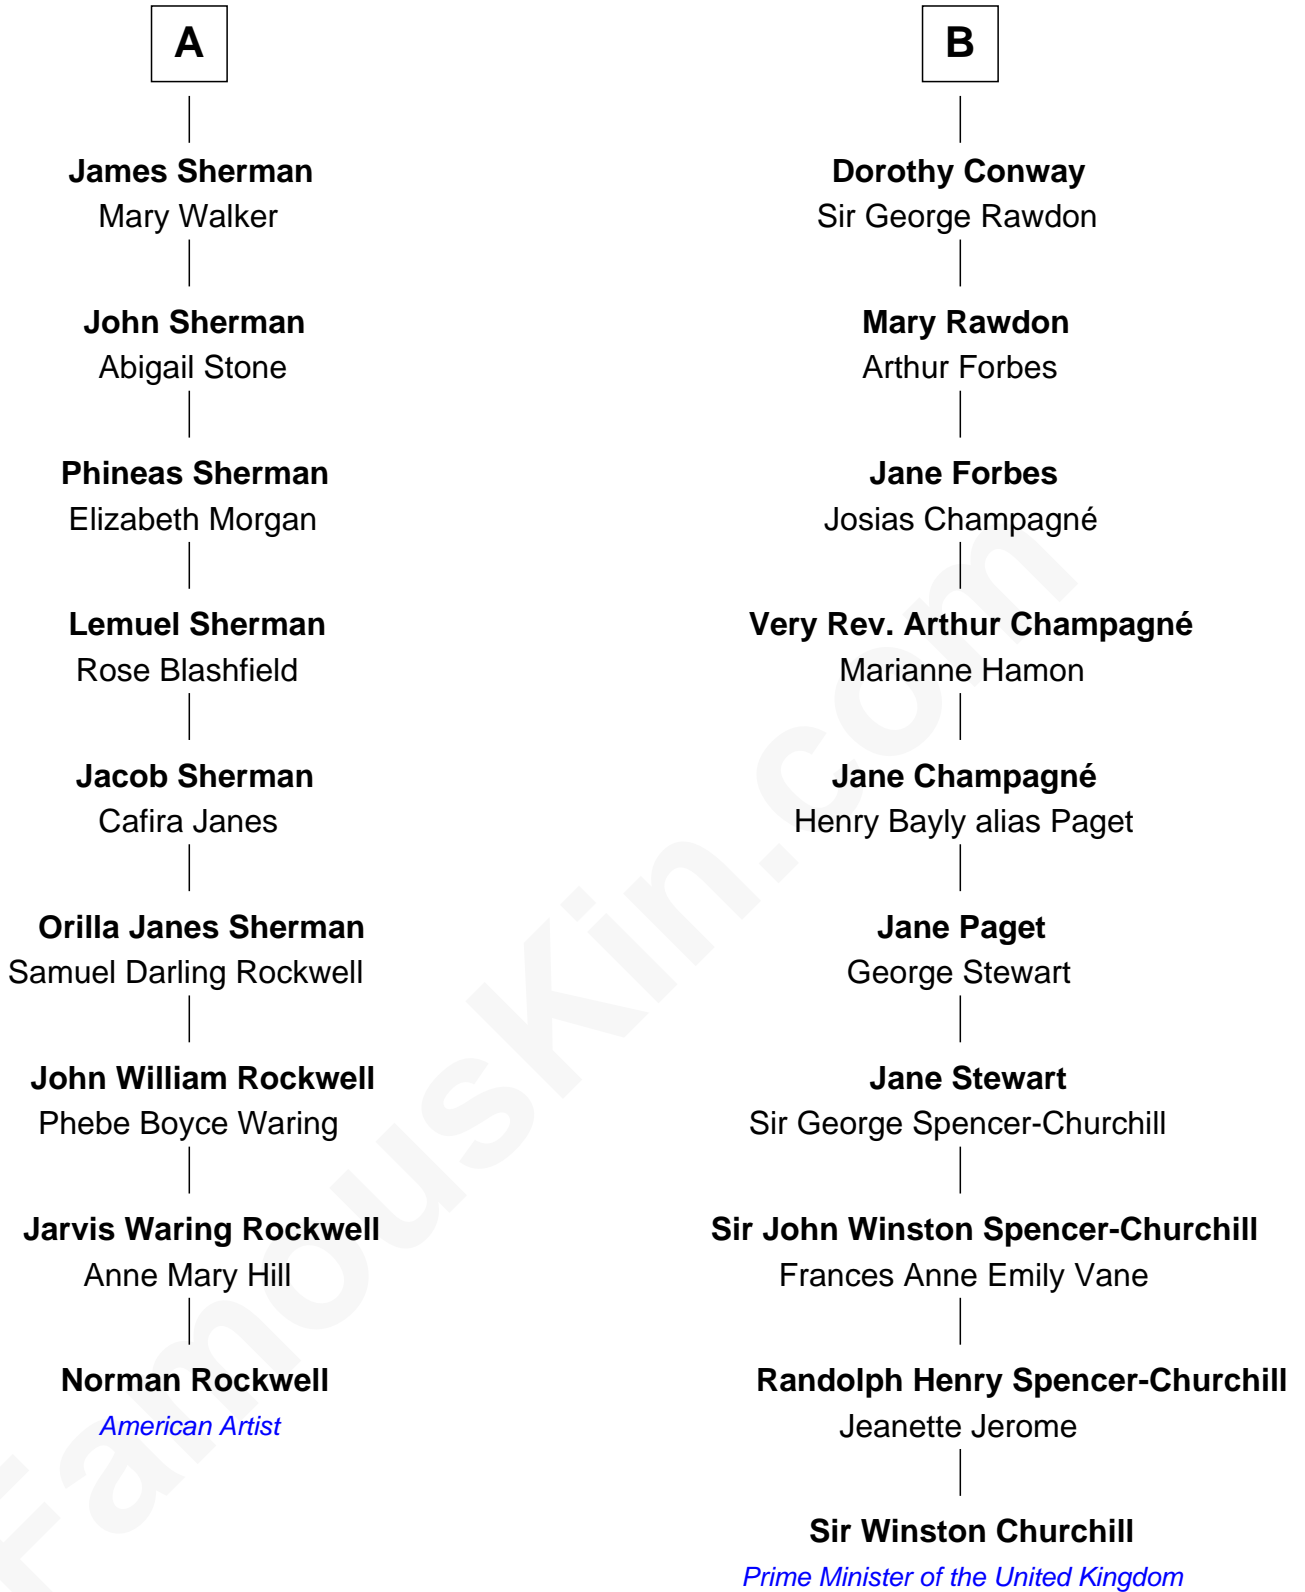 A
James Sherman
Mary Walker
John Sherman
Abigail Stone
Phineas Sherman
Elizabeth Morgan
Lemuel Sherman
Rose Blashfield
Jacob Sherman
Cafira Janes
Orilla Janes Sherman
Samuel Darling Rockwell
John William Rockwell
Phebe Boyce Waring
Jarvis Waring Rockwell
Anne Mary Hill
Norman Rockwell
American Artist
B
Dorothy Conway
Sir George Rawdon
Mary Rawdon
Arthur Forbes
Jane Forbes
Josias Champagné
Very Rev. Arthur Champagné
Marianne Hamon
Jane Champagné
Henry Bayly alias Paget
Jane Paget
George Stewart
Jane Stewart
Sir George Spencer-Churchill
Sir John Winston Spencer-Churchill
Frances Anne Emily Vane
Randolph Henry Spencer-Churchill
Jeanette Jerome
Sir Winston Churchill
Prime Minister of the United Kingdom
FamousKin.com